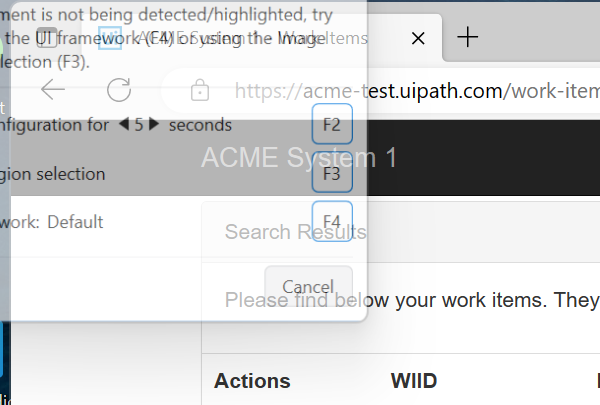 ment is not being detected/highlighted, try
the UI framework (F4) or using the Image
lection (F3).
ACME System 1 - Work Items
https://acme-test.uipath.com/work-item
nfiguration for 5 seconds F2
ACME System 1
gion selection F3
work: Default F4
Search Results
Cancel
Please find below your work items. They
Actions WIID